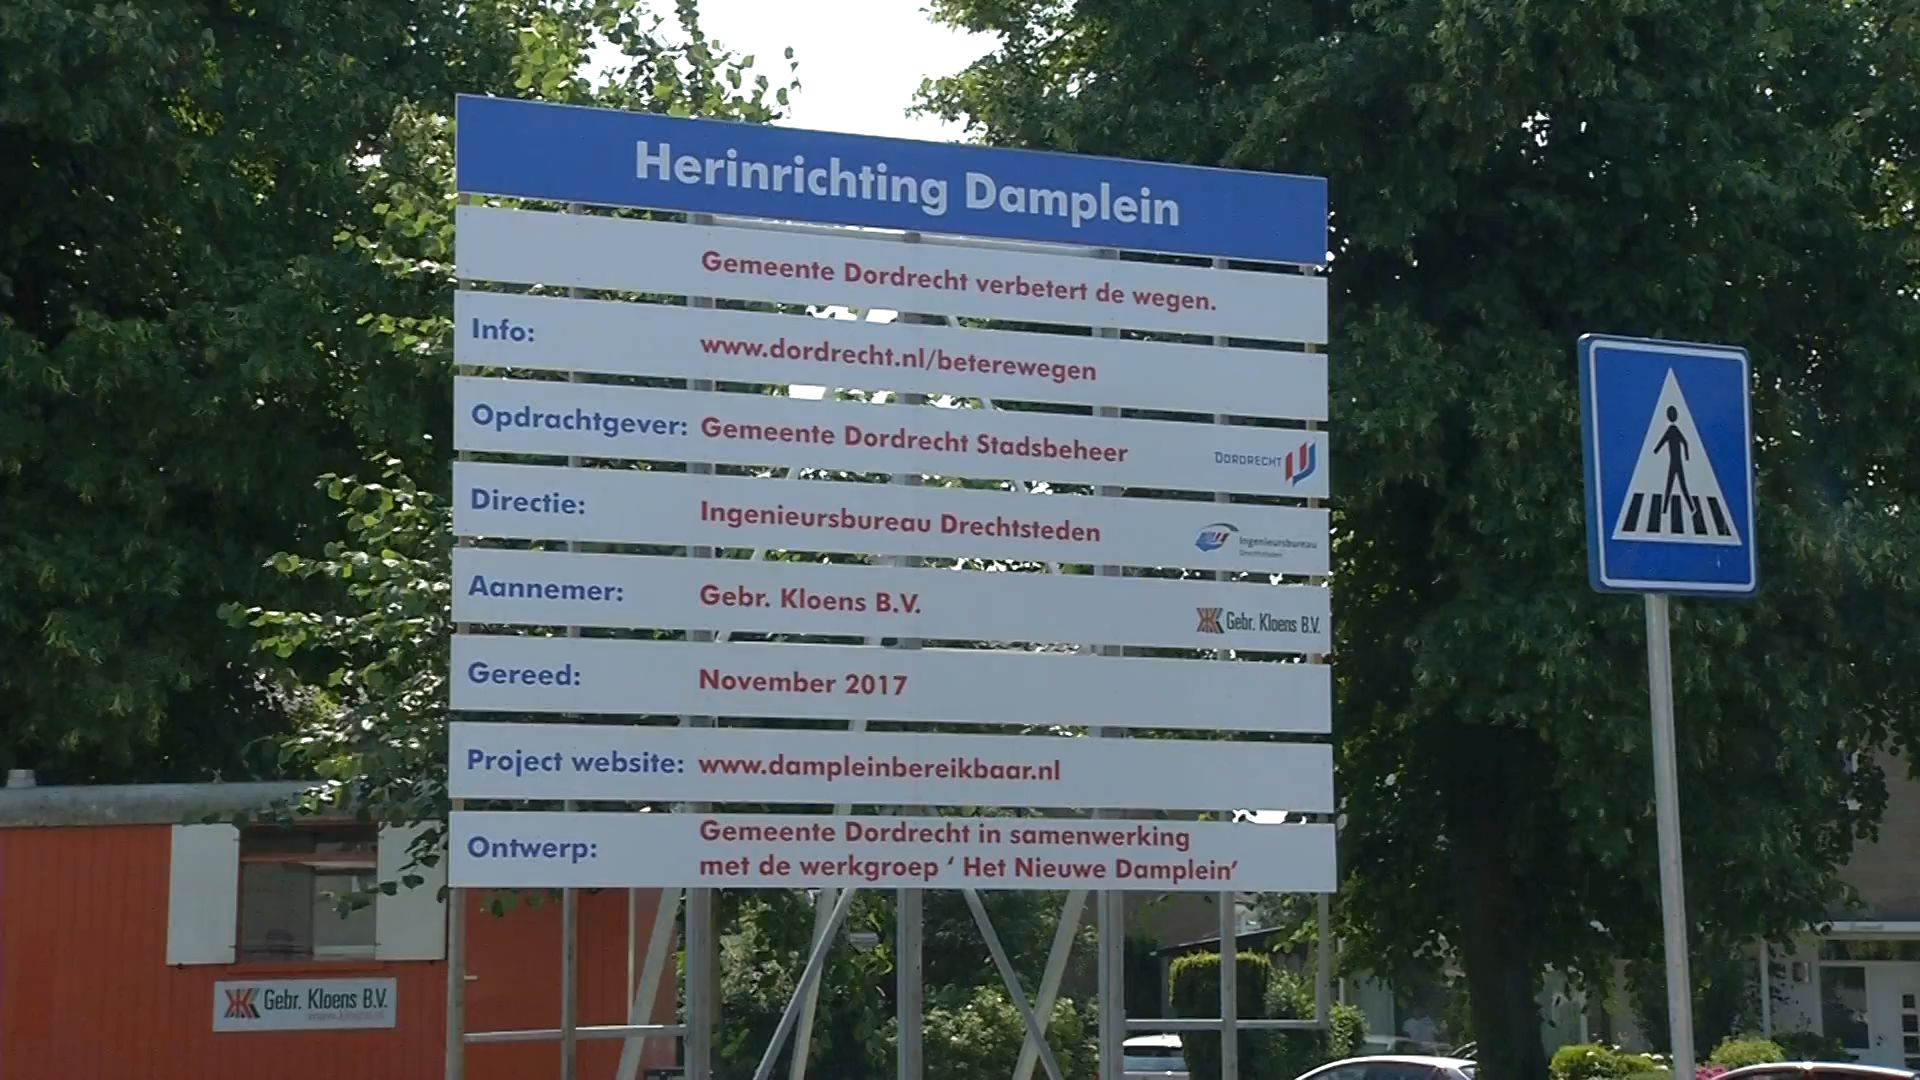 Herinrichting Damplein
Gemeente Dordrecht verbetert de wegen.
Info: www.dordrecht.nl/beterewegen
Opdrachtgever: Gemeente Dordrecht Stadsbeheer DORDRECHT
Directie: Ingenieursbureau Drechtsteden Ingenieursbureau
Drechtsteden
Aannemer: Gebr. Kloens B.V. Gebr. Kloens B.V.
Gereed: November 2017
Project website: www.dampleinbereikbaar.nl
Ontwerp: Gemeente Dordrecht in samenwerking
met de werkgroep ‘ Het Nieuwe Damplein’
Gebr. Kloens B.V.